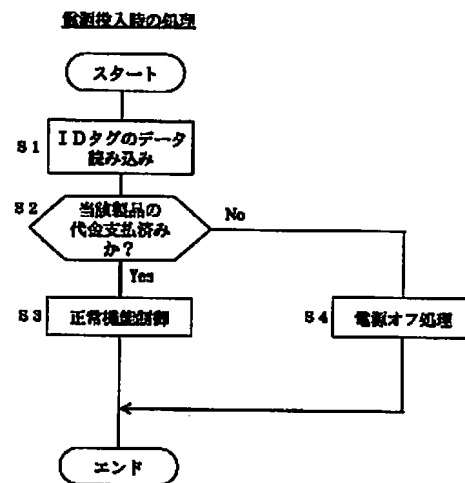 電源投入時の処理
スタート
S1
IDタグのデータ
読み込み
S2
当該製品の
代金支払済み
か?
No
Yes
S3
正常機能制御
S4
電源オフ処理
エンド